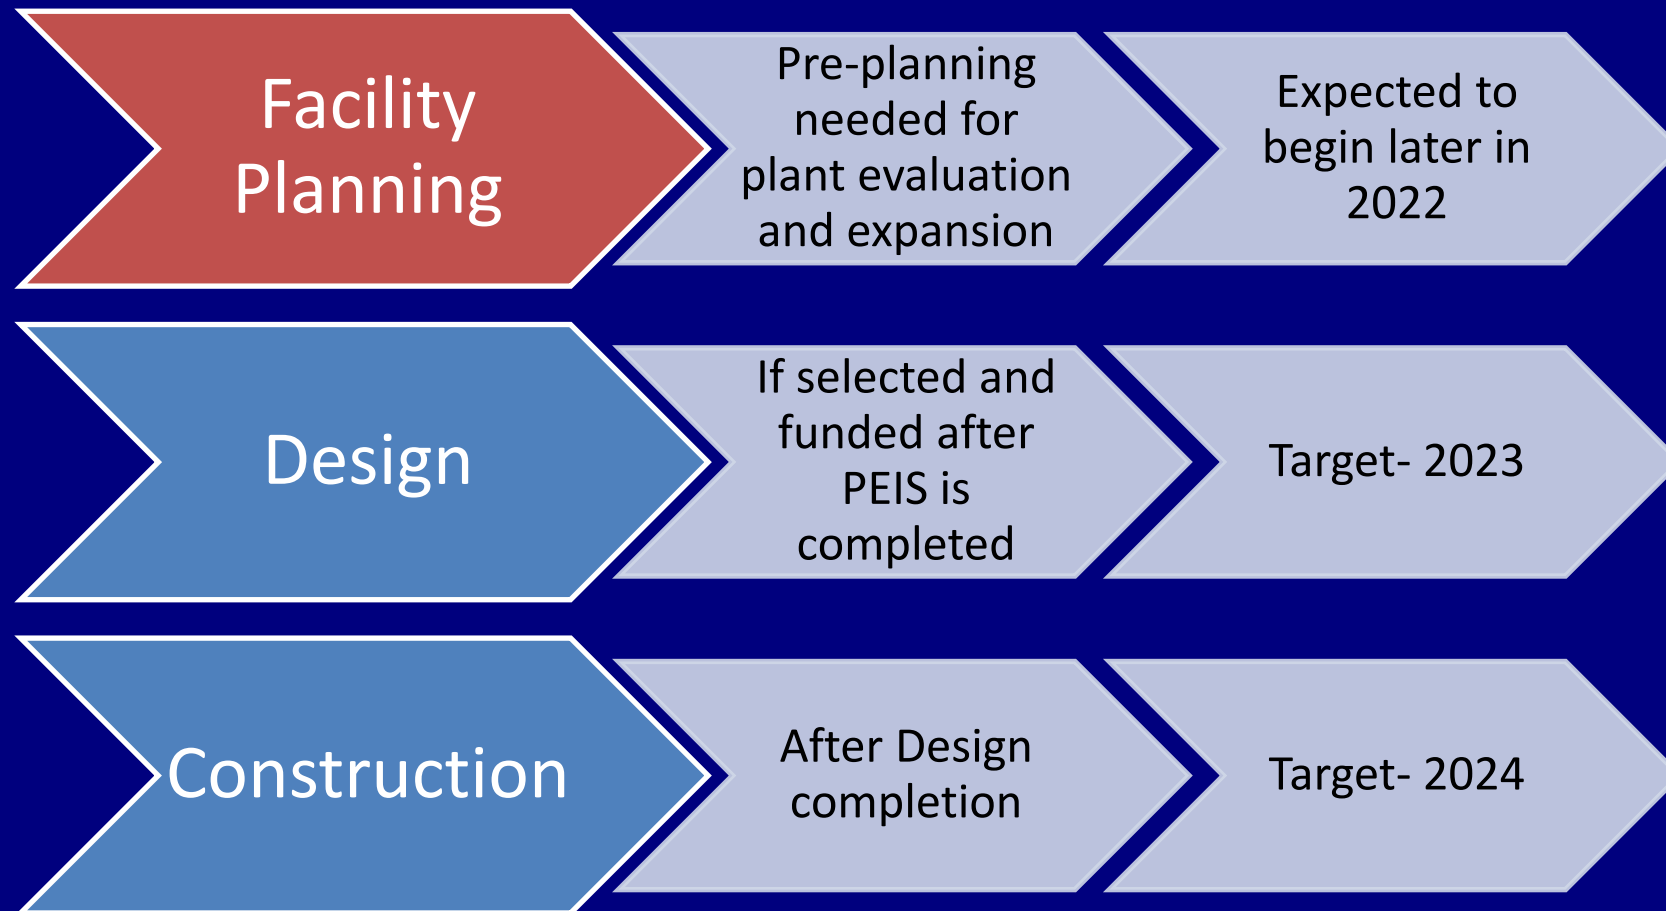 Facility
Planning
Pre-planning
needed for
plant evaluation
and expansion
Expected to
begin later in
2022
Design
If selected and
funded after
PEIS is
completed
Target- 2023
Construction
After Design
completion
Target- 2024